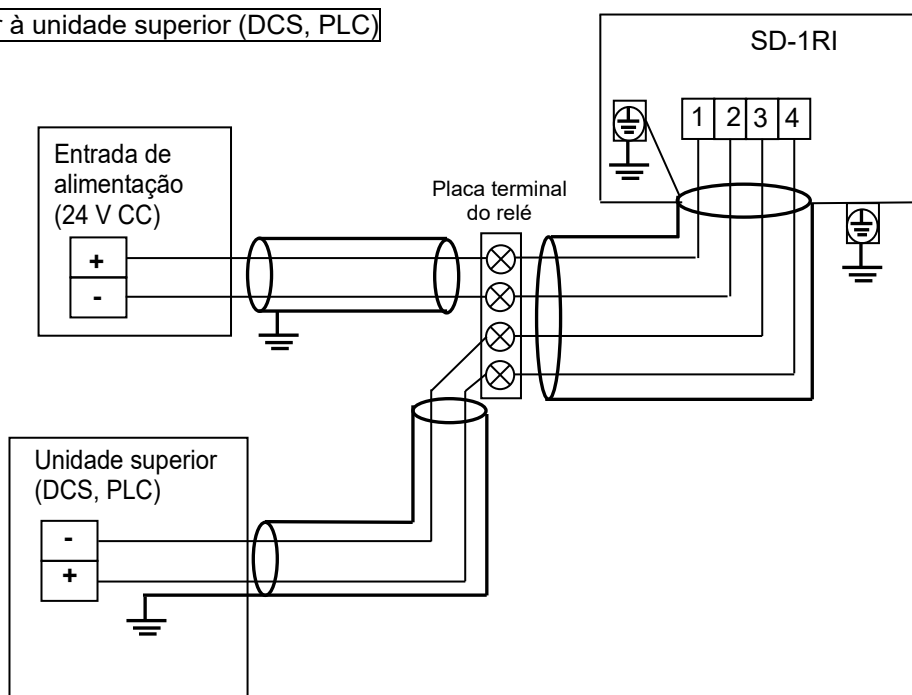 r à unidade superior (DCS, PLC)
SD-1RI
1 2 3 4
Entrada de
alimentação
(24 V CC)
+
-
Placa terminal
do relé
Unidade superior
(DCS, PLC)
-
+